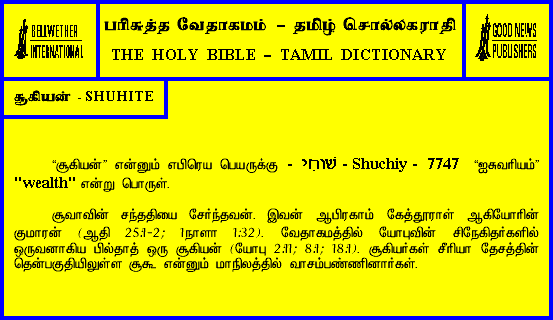 BELLWETHER
INTERNATIONAL
பரிசுத்த வேதாகமம் – தமிழ் சொல்லகராதி
THE HOLY BIBLE – TAMIL DICTIONARY
GOOD NEWS
PUBLISHERS
சூகியன் - SHUHITE
“சூகியன்” என்னும் எபிரெய பெயருக்கு - שׁוּחִי - Shuchiy - 7747 “ஐசுவரியம்”
"wealth" என்று பொருள்.
சூவாவின் சந்ததியை சேர்ந்தவன். இவன் ஆபிரகாம் கேத்தூராள் ஆகியோரின்
குமாரன் (ஆதி 25:1-2; 1நாளா 1:32). வேதாகமத்தில் யோபுவின் சிநேகிதர்களில்
ஒருவனாகிய பில்தாத் ஒரு சூகியன் (யோபு 2:11; 8:1; 18:1). சூகியர்கள் சீரியா தேசத்தின்
தென்பகுதியிலுள்ள சூகூ என்னும் மாநிலத்தில் வாசம்பண்ணினார்கள்.